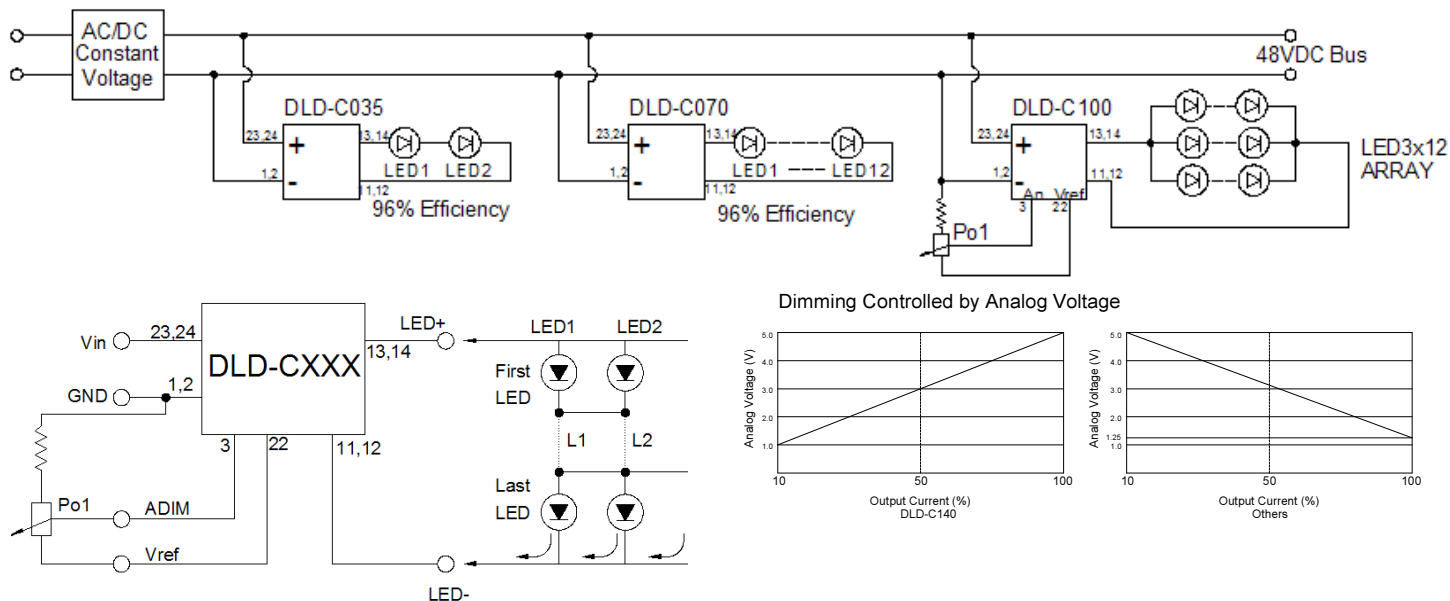 AC/DC
Constant
Voltage
48VDC Bus
DLD-C035
23,24
+
13,14
1,2
-
11,12
LED1 LED2
96% Efficiency
DLD-C070
23,24
+
13,14
1,2
-
11,12
LED1 LED12
96% Efficiency
DLD-C100
23,24
+
13,14
1,2
-
11,12
An Vref
3 22
Po1
LED3x12
ARRAY
Vin
23,24
DLD-CXXX
LED+
13,14
GND
1,2
3
22
11,12
Po1
ADIM
Vref
LED1
LED2
First
LED
L1
L2
Last
LED
LED-
Dimming Controlled by Analog Voltage
Analog Voltage (V)
5.0
4.0
3.0
2.0
1.0
10
50
100
Output Current (%)
DLD-C140
Analog Voltage (V)
5.0
4.0
3.0
2.0
1.25
1.0
10
50
100
Output Current (%)
Others